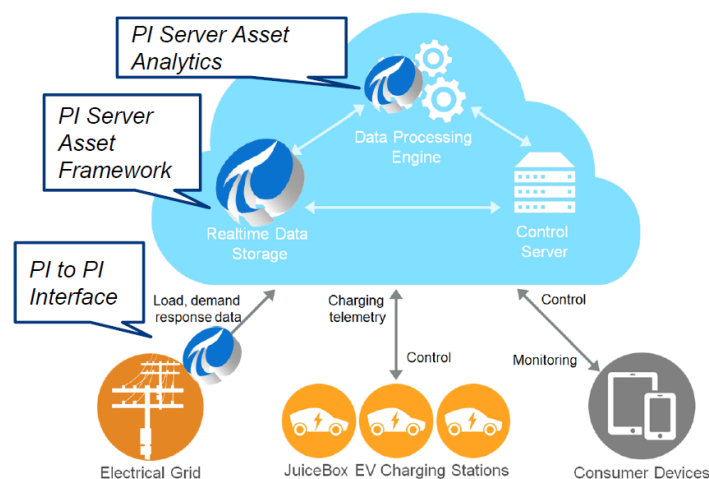 PI Server Asset
Analytics
PI Server
Asset
Framework
Data Processing
Engine
Realtime Data
Storage
Control
Server
PI to PI
Interface
Load, demand
response data
Charging
telemetry
Control
Control
Monitoring
Electrical Grid
JuiceBox EV Charging Stations
Consumer Devices